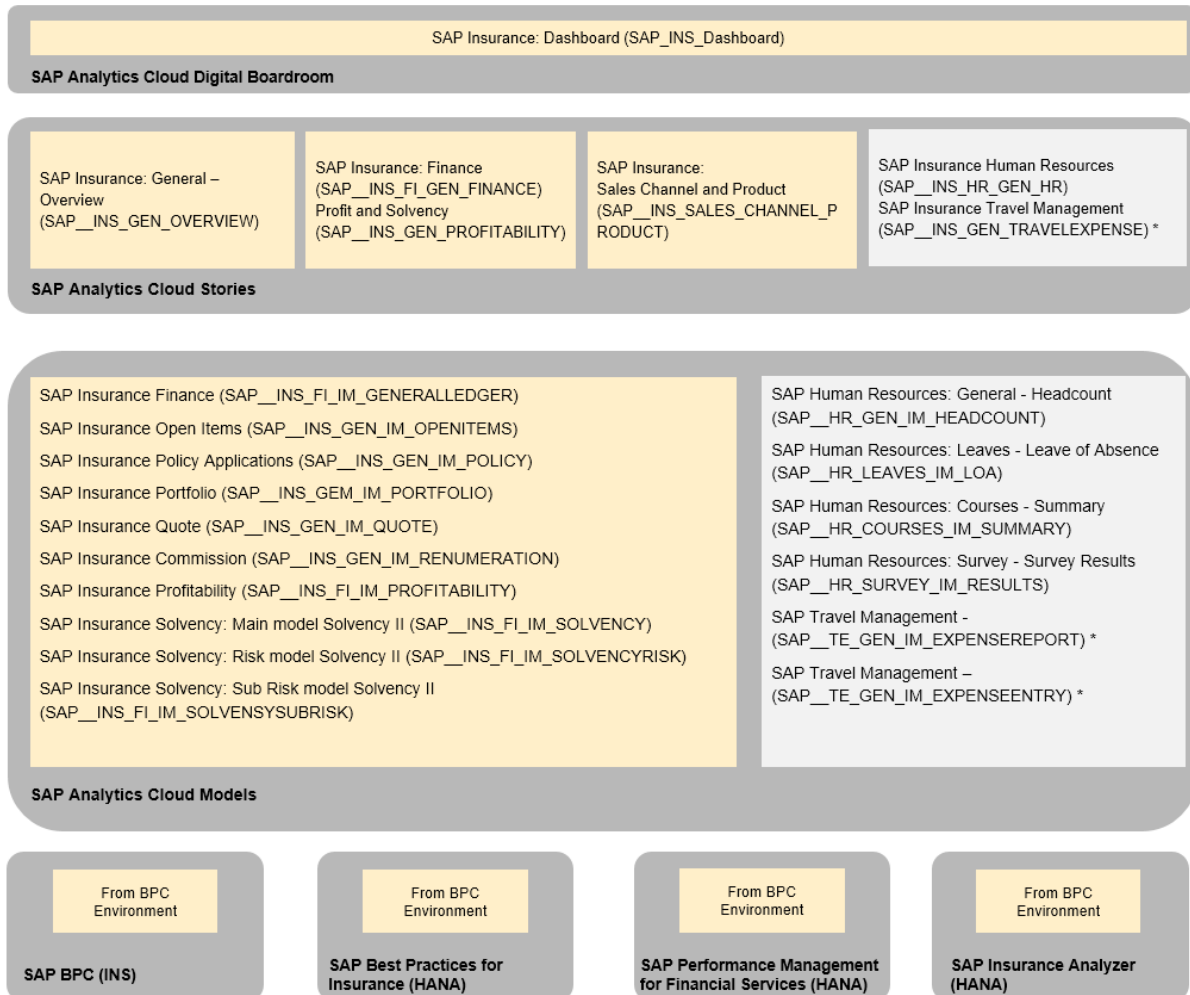 SAP Insurance: Dashboard (SAP_INS_Dashboard)
SAP Analytics Cloud Digital Boardroom
SAP Insurance: General –
Overview
(SAP__INS_GEN_OVERVIEW)
SAP Insurance: Finance
(SAP__INS_FI_GEN_FINANCE)
Profit and Solvency
(SAP__INS_GEN_PROFITABILITY)
SAP Insurance:
Sales Channel and Product
(SAP__INS_SALES_CHANNEL_P
RODUCT)
SAP Insurance Human Resources
(SAP__INS_HR_GEN_HR)
SAP Insurance Travel Management
(SAP__INS_GEN_TRAVELEXPENSE) *
SAP Analytics Cloud Stories
SAP Insurance Finance (SAP__INS_FI_IM_GENERALLEDGER)
SAP Insurance Open Items (SAP__INS_GEN_IM_OPENITEMS)
SAP Insurance Policy Applications (SAP__INS_GEN_IM_POLICY)
SAP Insurance Portfolio (SAP__INS_GEM_IM_PORTFOLIO)
SAP Insurance Quote (SAP__INS_GEN_IM_QUOTE)
SAP Insurance Commission (SAP__INS_GEN_IM_RENUMERATION)
SAP Insurance Profitability (SAP__INS_FI_IM_PROFITABILITY)
SAP Insurance Solvency: Main model Solvency II (SAP__INS_FI_IM_SOLVENCY)
SAP Insurance Solvency: Risk model Solvency II (SAP__INS_FI_IM_SOLVENCYRISK)
SAP Insurance Solvency: Sub Risk model Solvency II
(SAP__INS_FI_IM_SOLVENSYSUBRISK)
SAP Human Resources: General - Headcount
(SAP__HR_GEN_IM_HEADCOUNT)
SAP Human Resources: Leaves - Leave of Absence
(SAP__HR_LEAVES_IM_LOA)
SAP Human Resources: Courses - Summary
(SAP__HR_COURSES_IM_SUMMARY)
SAP Human Resources: Survey - Survey Results
(SAP__HR_SURVEY_IM_RESULTS)
SAP Travel Management -
(SAP__TE_GEN_IM_EXPENSEREPORT) *
SAP Travel Management –
(SAP__TE_GEN_IM_EXPENSEENTRY) *
SAP Analytics Cloud Models
From BPC
Environment
SAP BPC (INS)
From BPC
Environment
SAP Best Practices for
Insurance (HANA)
From BPC
Environment
SAP Performance Management
for Financial Services (HANA)
From BPC
Environment
SAP Insurance Analyzer
(HANA)